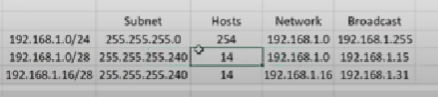 Subnet Hosts Network Broadcast
192.168.1.0/24 255.255.255.0 254 192.168.1.0 192.168.1.255
192.168.1.0/28 255.255.255.240 14 192.168.1.0 192.168.1.15
192.168.1.16/28 255.255.255.240 14 192.168.1.16 192.168.1.31